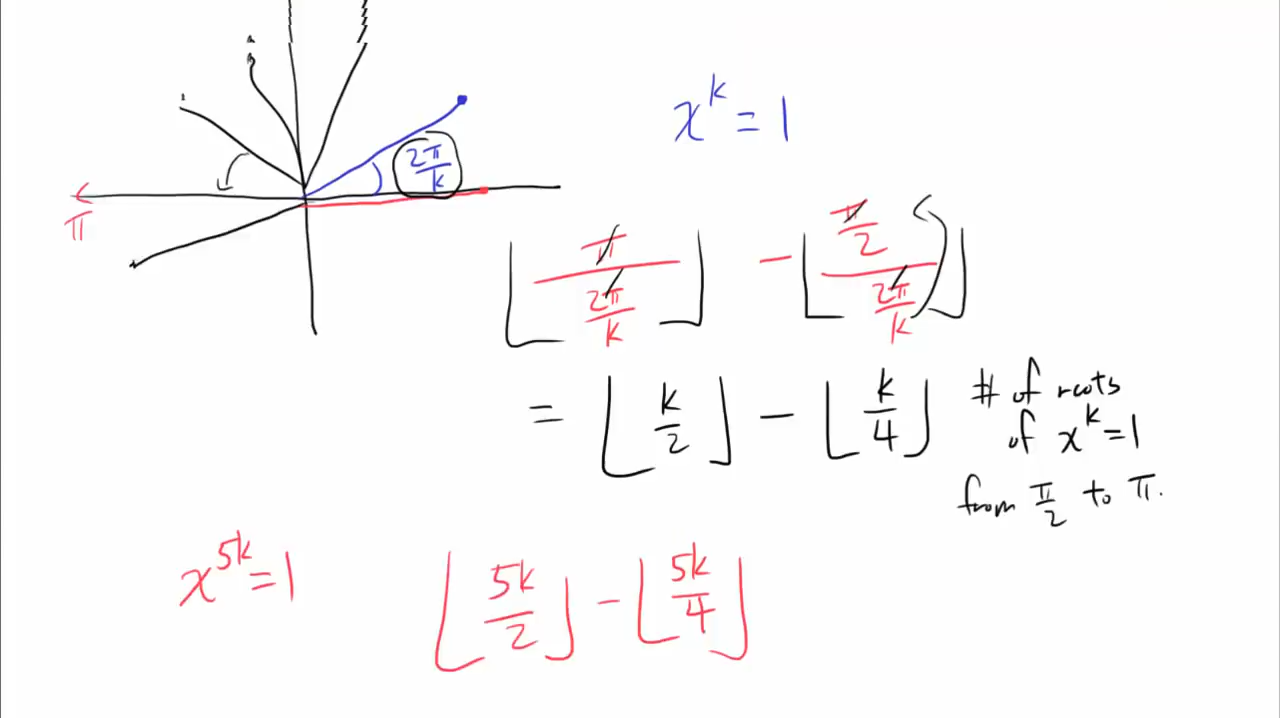 x^k = 1
2π/k
π
⌊π/(2π/k)⌋ - ⌊(π/2)/(2π/k)⌋
= ⌊k/2⌋ - ⌊k/4⌋
# of roots
of x^k = 1
from π/2 to π.
x^5k = 1
⌊5k/2⌋ - ⌊5k/4⌋